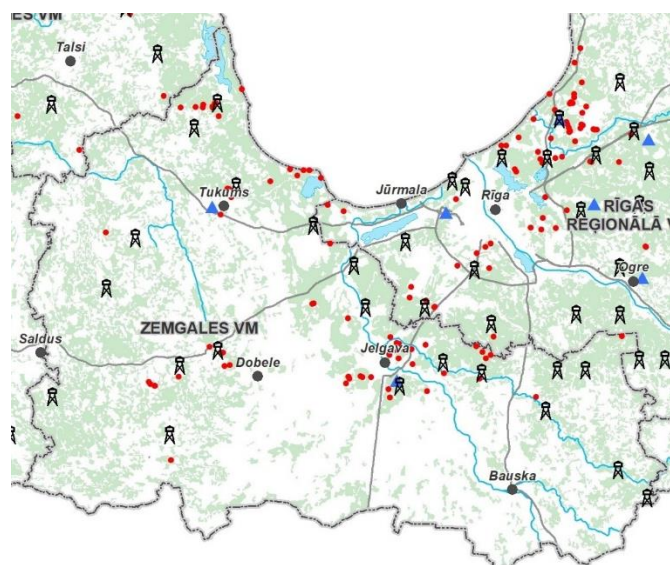 ES VM
Talsi
Tukums
Jūrmala
Rīga
RĪGAS
REĢIONĀLĀ V
Ogre
ZEMGALES VM
Saldus
Dobele
Jelgava
Bauska